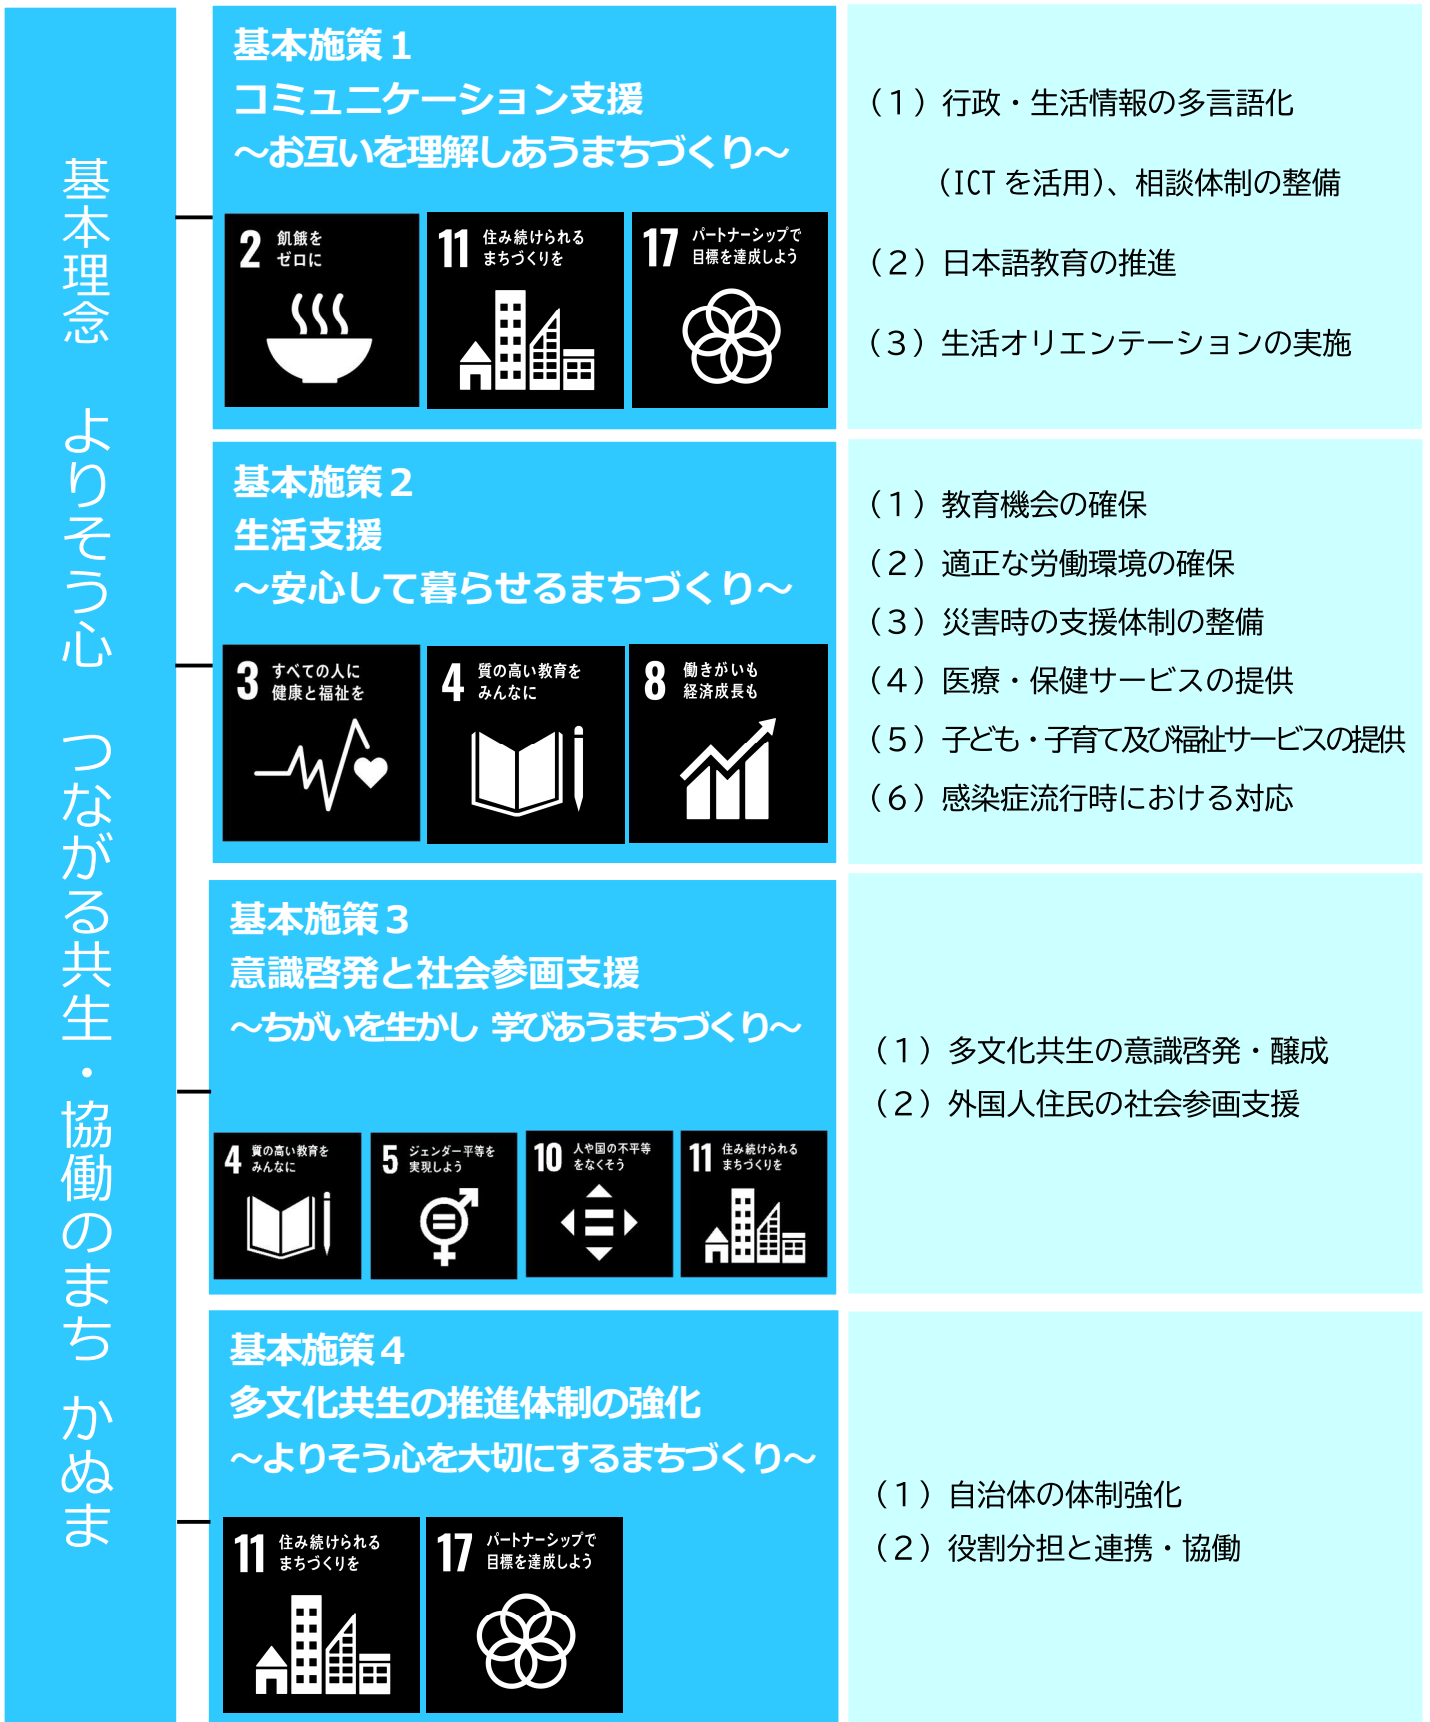 基本理念　よりそう心　つながる共生・協働のまち かぬま
基本施策１
コミュニケーション支援
～お互いを理解しあうまちづくり～
2 飢餓を
ゼロに
11 住み続けられる
まちづくりを
17 パートナーシップで
目標を達成しよう
（１）行政・生活情報の多言語化
（ICT を活用）、相談体制の整備
（２）日本語教育の推進
（３）生活オリエンテーションの実施
基本施策２
生活支援
～安心して暮らせるまちづくり～
3 すべての人に
健康と福祉を
4 質の高い教育を
みんなに
8 働きがいも
経済成長も
（１）教育機会の確保
（２）適正な労働環境の確保
（３）災害時の支援体制の整備
（４）医療・保健サービスの提供
（５）子ども・子育て及び福祉サービスの提供
（６）感染症流行時における対応
基本施策３
意識啓発と社会参画支援
～ちがいを生かし 学びあうまちづくり～
4 質の高い教育を
みんなに
5 ジェンダー平等を
実現しよう
10 人や国の不平等
をなくそう
11 住み続けられる
まちづくりを
（１）多文化共生の意識啓発・醸成
（２）外国人住民の社会参画支援
基本施策４
多文化共生の推進体制の強化
～よりそう心を大切にするまちづくり～
11 住み続けられる
まちづくりを
17 パートナーシップで
目標を達成しよう
（１）自治体の体制強化
（２）役割分担と連携・協働